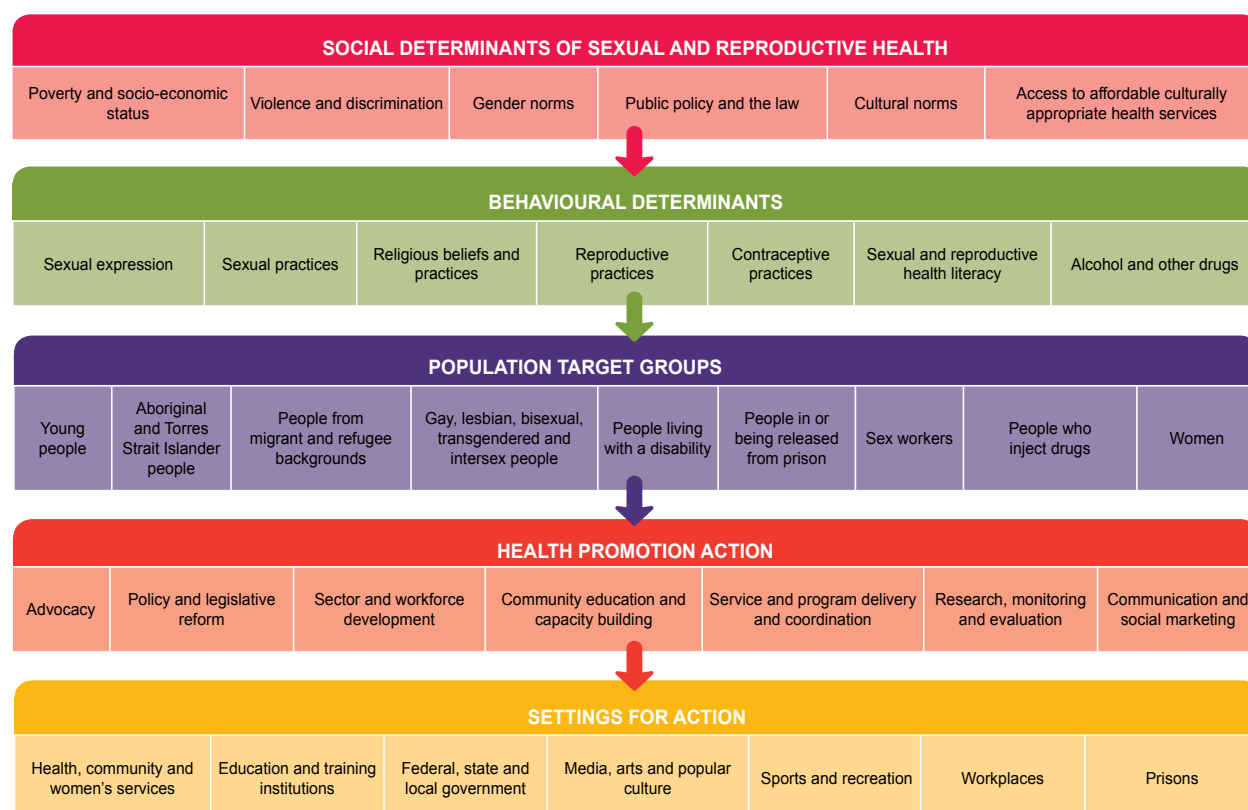 SOCIAL DETERMINANTS OF SEXUAL AND REPRODUCTIVE HEALTH
Poverty and socio-economic
status
Violence and discrimination
Gender norms
Public policy and the law
Cultural norms
Access to affordable culturally
appropriate health services
BEHAVIOURAL DETERMINANTS
Sexual expression
Sexual practices
Religious beliefs and
practices
Reproductive
practices
Contraceptive
practices
Sexual and reproductive
health literacy
Alcohol and other drugs
POPULATION TARGET GROUPS
Young
people
Aboriginal
and Torres
Strait Islander
people
People from
migrant and refugee
backgrounds
Gay, lesbian, bisexual,
transgendered and
intersex people
People living
with a disability
People in or
being released
from prison
Sex workers
People who
inject drugs
Women
HEALTH PROMOTION ACTION
Advocacy
Policy and legislative
reform
Sector and workforce
development
Community education and
capacity building
Service and program delivery
and coordination
Research, monitoring
and evaluation
Communication and
social marketing
SETTINGS FOR ACTION
Health, community and
women's services
Education and training
institutions
Federal, state and
local government
Media, arts and popular
culture
Sports and recreation
Workplaces
Prisons